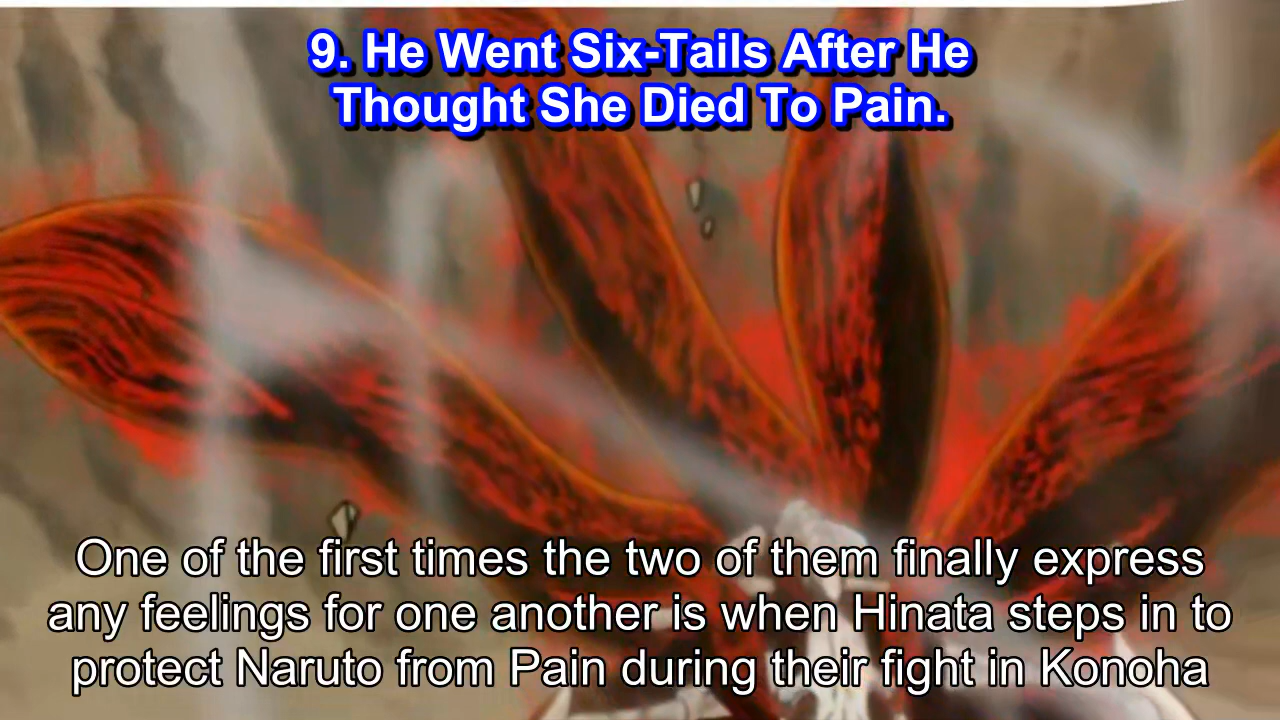 9. He Went Six-Tails After He
Thought She Died To Pain.
One of the first times the two of them finally express
any feelings for one another is when Hinata steps in to
protect Naruto from Pain during their fight in Konoha